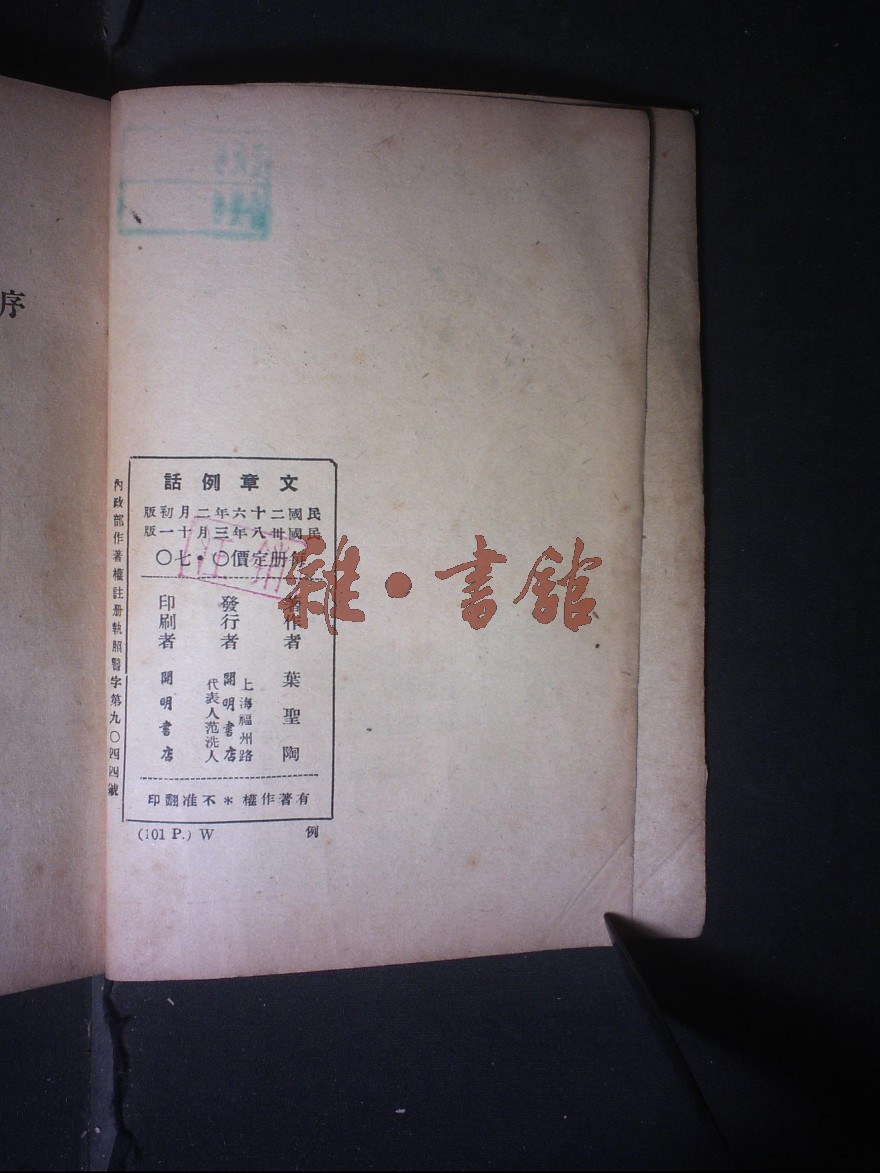 序
文章例話
民國二十六年二月初版
民國卅八年三月十一版
每册定價〇·七〇
著作者 葉聖陶
發行者 上海福州路
開明書店
代表人范洗人
印刷者 開明書店
有著作權＊不准翻印
內政部作著權註册執照警字第九〇四四號
(101 P.) W 例
雜·書館